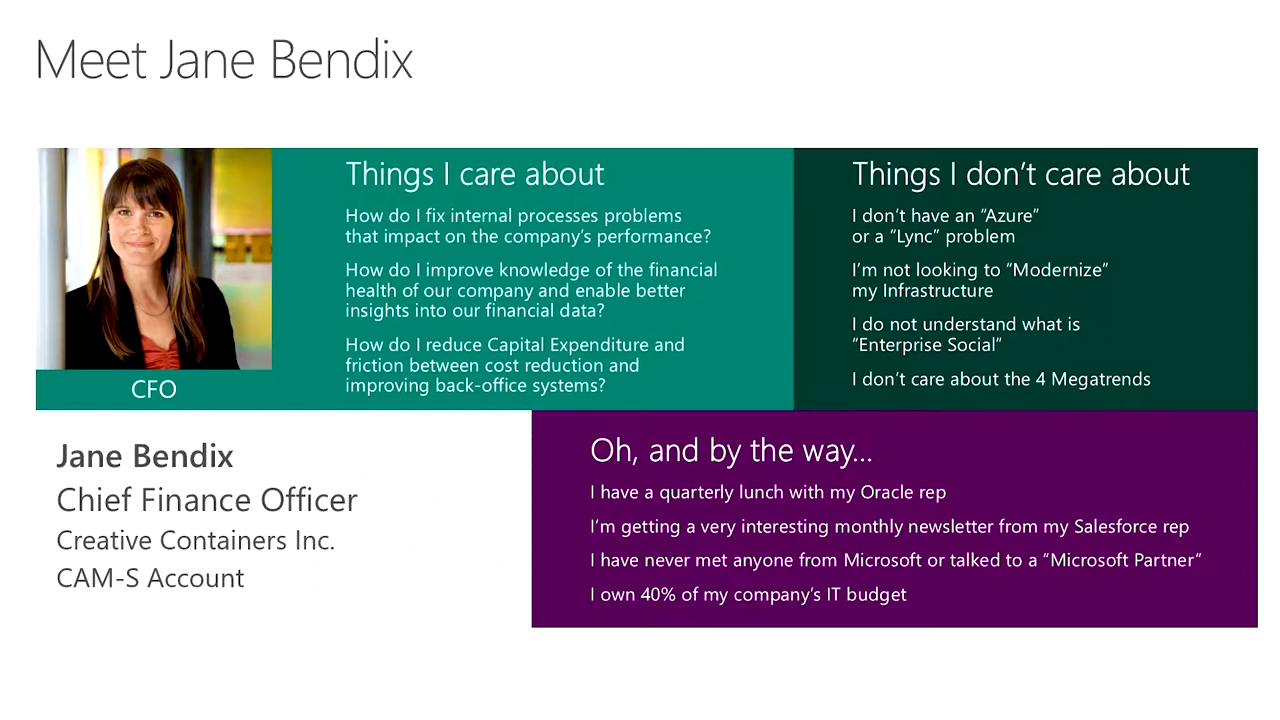 Meet Jane Bendix
Things I care about
How do I fix internal processes problems
that impact on the company's performance?
How do I improve knowledge of the financial
health of our company and enable better
insights into our financial data?
How do I reduce Capital Expenditure and
friction between cost reduction and
improving back-office systems?
Things I don't care about
I don't have an “Azure”
or a “Lync” problem
I'm not looking to “Modernize”
my Infrastructure
I do not understand what is
“Enterprise Social”
I don't care about the 4 Megatrends
CFO
Jane Bendix
Chief Finance Officer
Creative Containers Inc.
CAM-S Account
Oh, and by the way...
I have a quarterly lunch with my Oracle rep
I'm getting a very interesting monthly newsletter from my Salesforce rep
I have never met anyone from Microsoft or talked to a “Microsoft Partner”
I own 40% of my company's IT budget